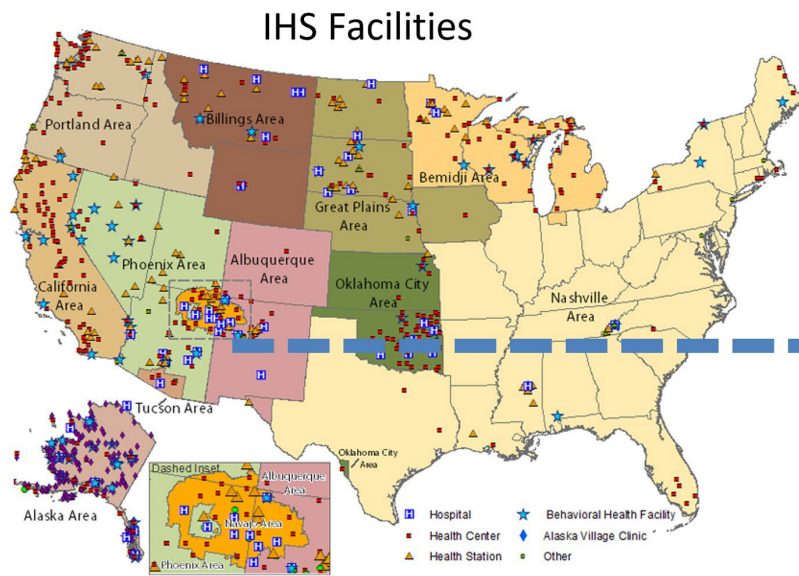 IHS Facilities
Portland Area
Billings Area
Bemidji Area
Great Plains
Area
Phoenix Area
Albuquerque
Area
California
Area
Oklahoma City
Area
Nashville
Area
Tucson Area
Alaska Area
Oklahoma City
Area
Dashed Inset
Albuquerque
Area
Navajo Area
Phoenix Area
H Hospital
Behavioral Health Facility
Health Center
Alaska Village Clinic
Health Station
Other